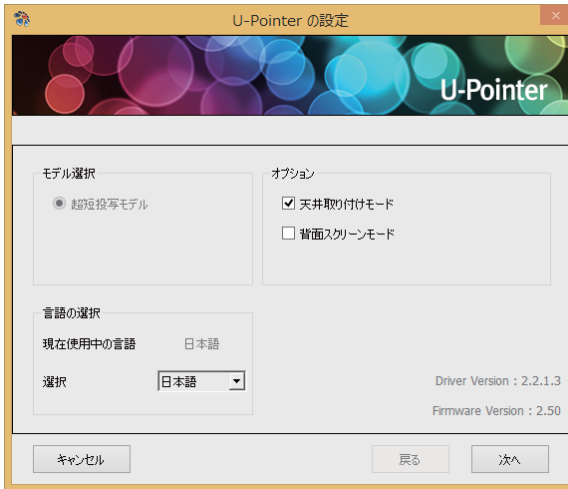 U-Pointer の設定
U-Pointer
モデル選択
超短投写モデル
オプション
天井取り付けモード
背面スクリーンモード
言語の選択
現在使用中の言語 日本語
選択 日本語
Driver Version : 2.2.1.3
Firmware Version : 2.50
キャンセル 戻る 次へ